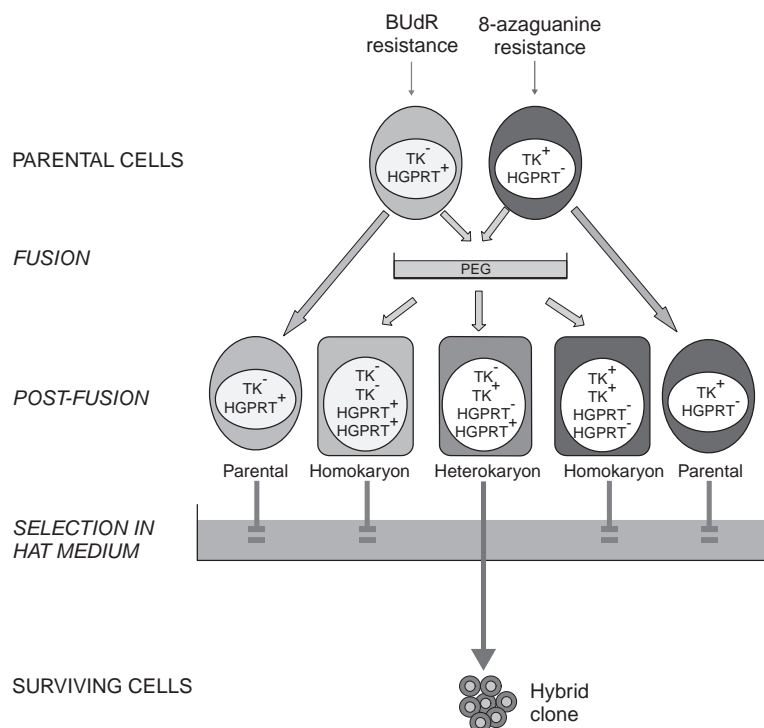 BUdR
resistance
8-azaguanine
resistance
PARENTAL CELLS
TK-
HGPRT+
TK+
HGPRT-
FUSION
PEG
POST-FUSION
TK-
HGPRT+
TK-
TK-
HGPRT+
HGPRT+
TK-
TK+
HGPRT-
HGPRT+
TK+
TK+
HGPRT-
HGPRT-
TK+
HGPRT-
Parental
Homokaryon
Heterokaryon
Homokaryon
Parental
SELECTION IN
HAT MEDIUM
SURVIVING CELLS
Hybrid
clone